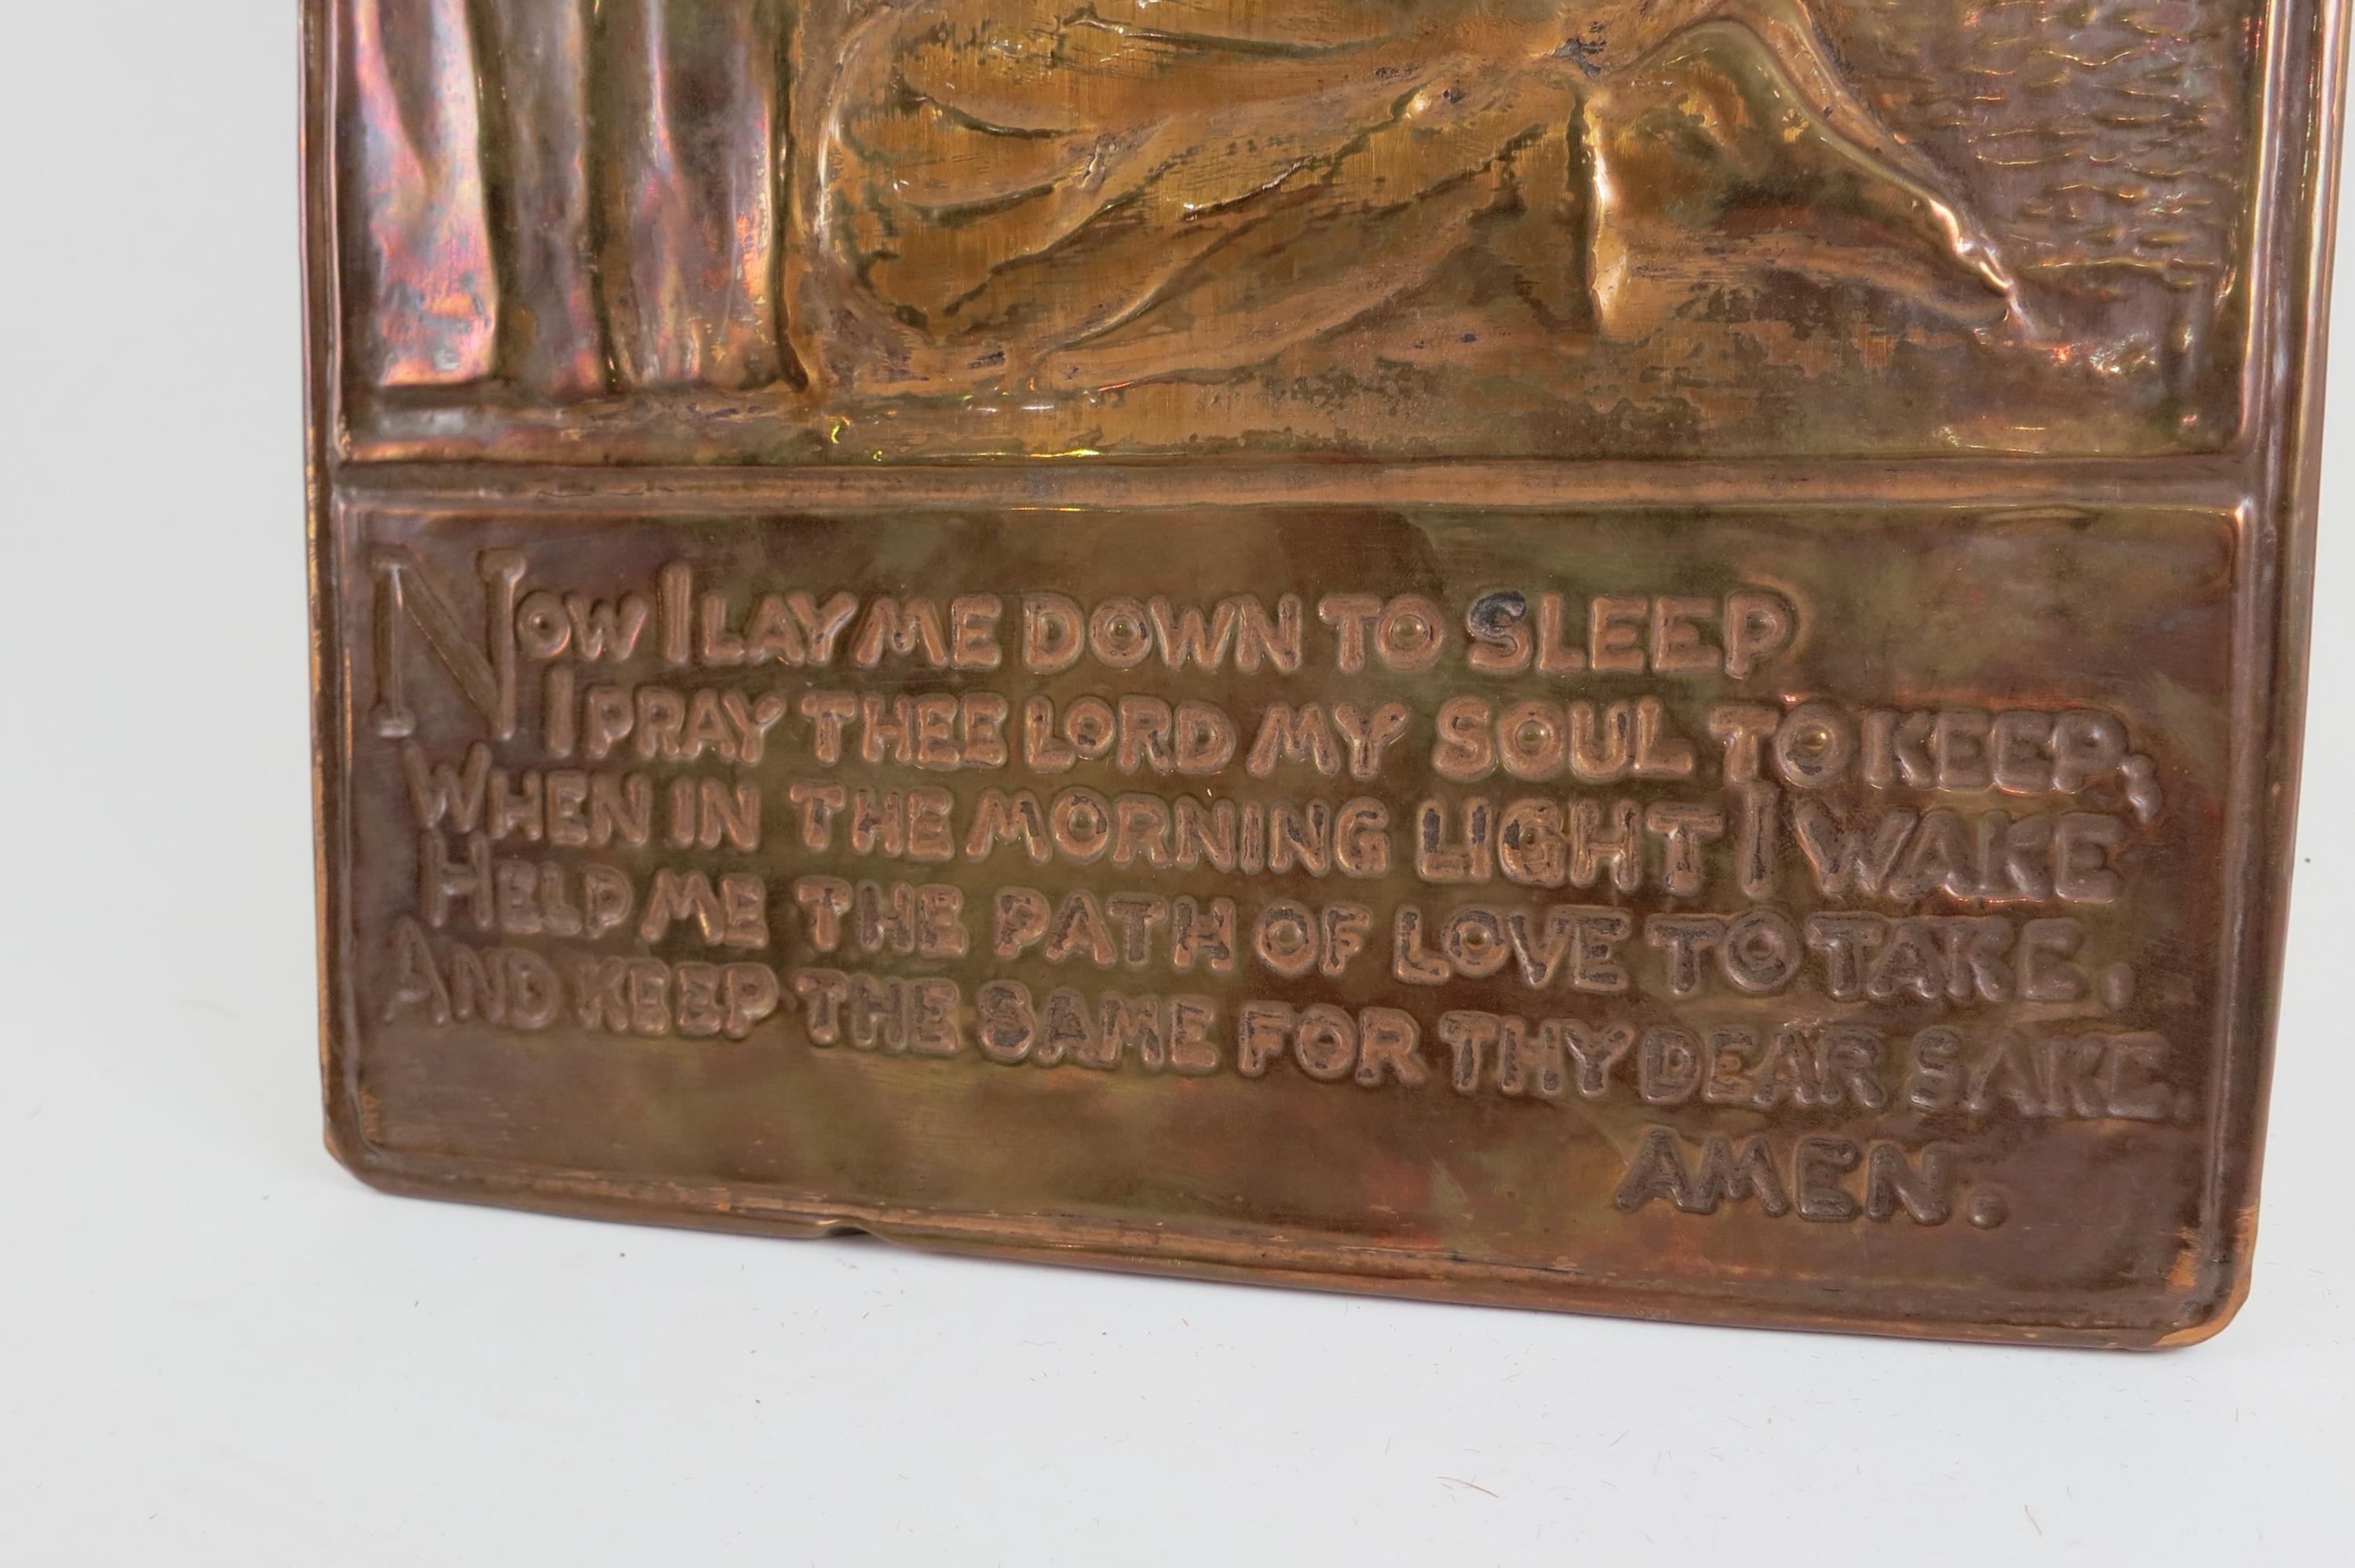 NOW I LAY ME DOWN TO SLEEP
I PRAY THEE LORD MY SOUL TO KEEP;
WHEN IN THE MORNING LIGHT I WAKE
HELP ME THE PATH OF LOVE TO TAKE.
AND KEEP THE SAME FOR THY DEAR SAKE.
AMEN.